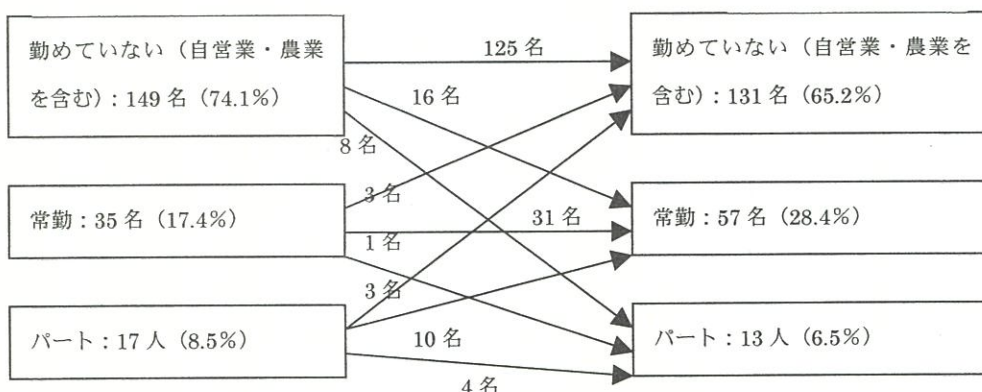 勤めていない（自営業・農業
を含む）：149 名（74.1%）
125 名
勤めていない（自営業・農業を
含む）：131 名（65.2%）
16 名
8 名
3 名
常勤：35 名（17.4%）
31 名
常勤：57 名（28.4%）
1 名
3 名
パート：17 人（8.5%）
10 名
パート：13 人（6.5%）
4 名